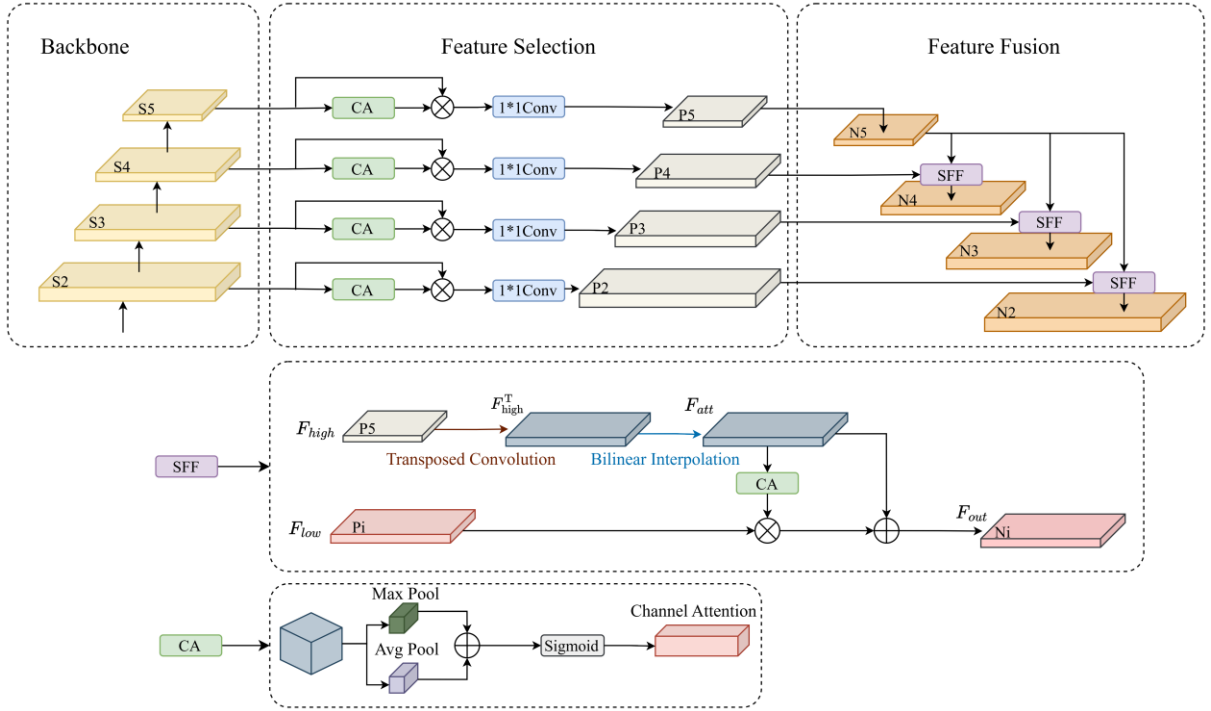 Backbone
Feature Selection
Feature Fusion
S5
CA
1*1Conv
P5
N5
S4
CA
1*1Conv
P4
SFF
N4
S3
CA
1*1Conv
P3
SFF
N3
S2
CA
1*1Conv
P2
SFF
N2
SFF
F_high
P5
F_high^T
F_att
Transposed Convolution
Bilinear Interpolation
CA
F_low
Pi
F_out
Ni
CA
Max Pool
Avg Pool
Sigmoid
Channel Attention